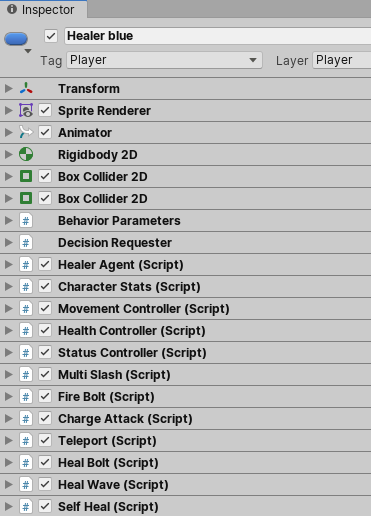 Inspector
Healer blue
Tag Player Layer Player
Transform
Sprite Renderer
Animator
Rigidbody 2D
Box Collider 2D
Box Collider 2D
# Behavior Parameters
# Decision Requester
# Healer Agent (Script)
# Character Stats (Script)
# Movement Controller (Script)
# Health Controller (Script)
# Status Controller (Script)
# Multi Slash (Script)
# Fire Bolt (Script)
# Charge Attack (Script)
# Teleport (Script)
# Heal Bolt (Script)
# Heal Wave (Script)
# Self Heal (Script)